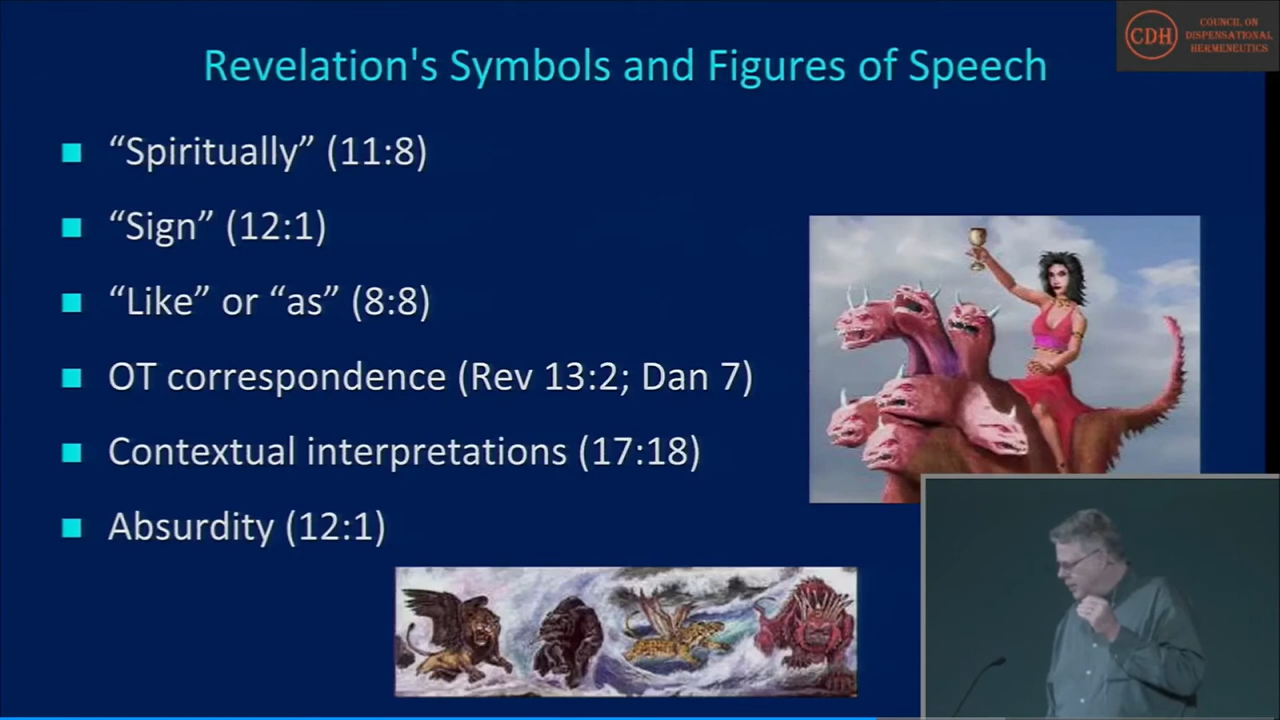 CDH
COUNCIL ON
DISPENSATIONAL
HERMENEUTICS
Revelation's Symbols and Figures of Speech
“Spiritually” (11:8)
“Sign” (12:1)
“Like” or “as” (8:8)
OT correspondence (Rev 13:2; Dan 7)
Contextual interpretations (17:18)
Absurdity (12:1)